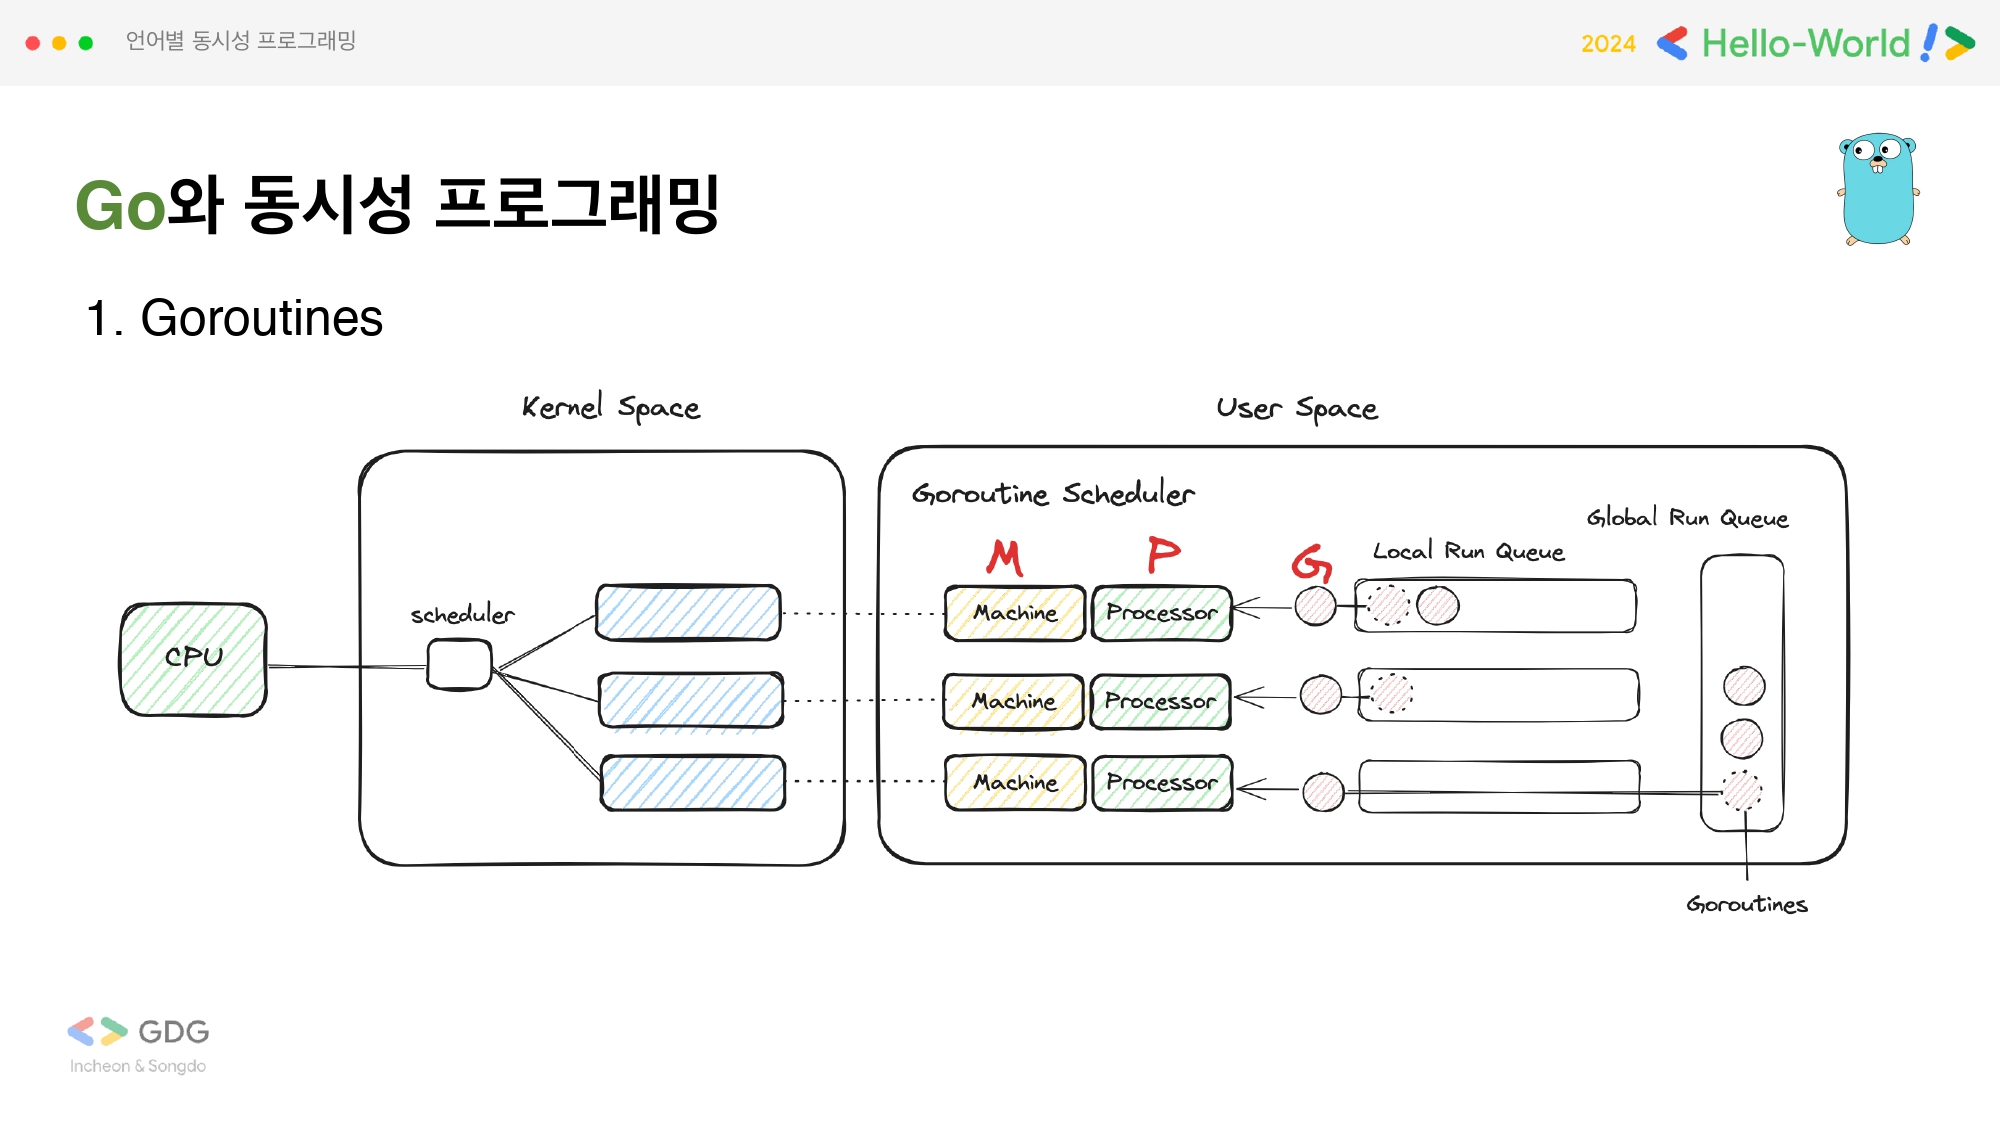 언어별 동시성 프로그래밍
2024 Hello-World!
Go와 동시성 프로그래밍
1. Goroutines
Kernel Space
User Space
Goroutine Scheduler
Global Run Queue
M
P
G
Local Run Queue
scheduler
CPU
Machine
Processor
Machine
Processor
Machine
Processor
Goroutines
GDG
Incheon & Songdo